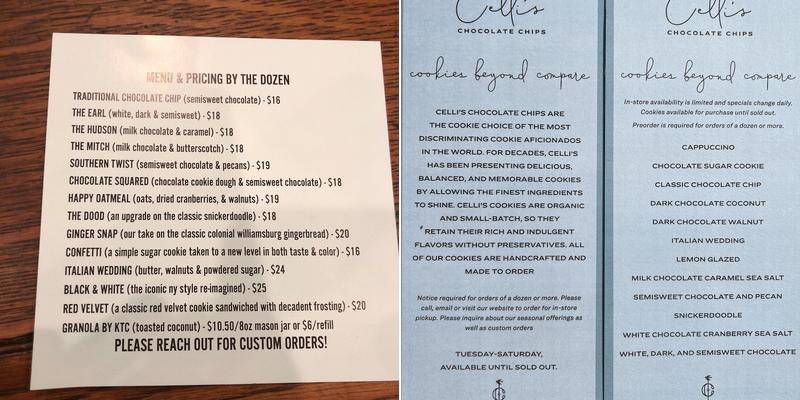 MENU & PRICING BY THE DOZEN
TRADITIONAL CHOCOLATE CHIP (semisweet chocolate) - $16
THE EARL (white, dark & semisweet) - $18
THE HUDSON (milk chocolate & caramel) - $18
THE MITCH (milk chocolate & butterscotch) - $18
SOUTHERN TWIST (semisweet chocolate & pecans) - $19
CHOCOLATE SQUARED (chocolate cookie dough & semisweet chocolate) - $18
HAPPY OATMEAL (oats, dried cranberries, & walnuts) - $19
THE DOOD (an upgrade on the classic snickerdoodle) - $18
GINGER SNAP (our take on the classic colonial williamsburg gingerbread) - $20
CONFETTI (a simple sugar cookie taken to a new level in both taste & color) - $16
ITALIAN WEDDING (butter, walnuts & powdered sugar) - $24
BLACK & WHITE (the iconic ny style re-imagined) - $25
RED VELVET (a classic red velvet cookie sandwiched with decadent frosting) - $20
GRANOLA BY KTC (toasted coconut) - $10.50/8oz mason jar or $6/refill
PLEASE REACH OUT FOR CUSTOM ORDERS!
Celli's
CHOCOLATE CHIPS
cookies beyond compare
CELLI'S CHOCOLATE CHIPS ARE
THE COOKIE CHOICE OF THE MOST
DISCRIMINATING COOKIE AFICIONADOS
IN THE WORLD. FOR DECADES, CELLI'S
HAS BEEN PRESENTING DELICIOUS,
BALANCED, AND MEMORABLE COOKIES
BY ALLOWING THE FINEST INGREDIENTS
TO SHINE. CELLI'S COOKIES ARE ORGANIC
AND SMALL-BATCH, SO THEY
RETAIN THEIR RICH AND INDULGENT
FLAVORS WITHOUT PRESERVATIVES. ALL
OF OUR COOKIES ARE HANDCRAFTED AND
MADE TO ORDER
Notice required for orders of a dozen or more. Please
call, email or visit our website to order for in-store
pickup. Please inquire about our seasonal offerings as
well as custom orders
TUESDAY-SATURDAY,
AVAILABLE UNTIL SOLD OUT.
Celli's
CHOCOLATE CHIPS
cookies beyond compare
In-store availability is limited and specials change daily.
Cookies available for purchase until sold out.
Preorder is required for orders of a dozen or more.
CAPPUCCINO
CHOCOLATE SUGAR COOKIE
CLASSIC CHOCOLATE CHIP
DARK CHOCOLATE COCONUT
DARK CHOCOLATE WALNUT
ITALIAN WEDDING
LEMON GLAZED
MILK CHOCOLATE CARAMEL SEA SALT
SEMISWEET CHOCOLATE AND PECAN
SNICKERDOODLE
WHITE CHOCOLATE CRANBERRY SEA SALT
WHITE, DARK, AND SEMISWEET CHOCOLATE